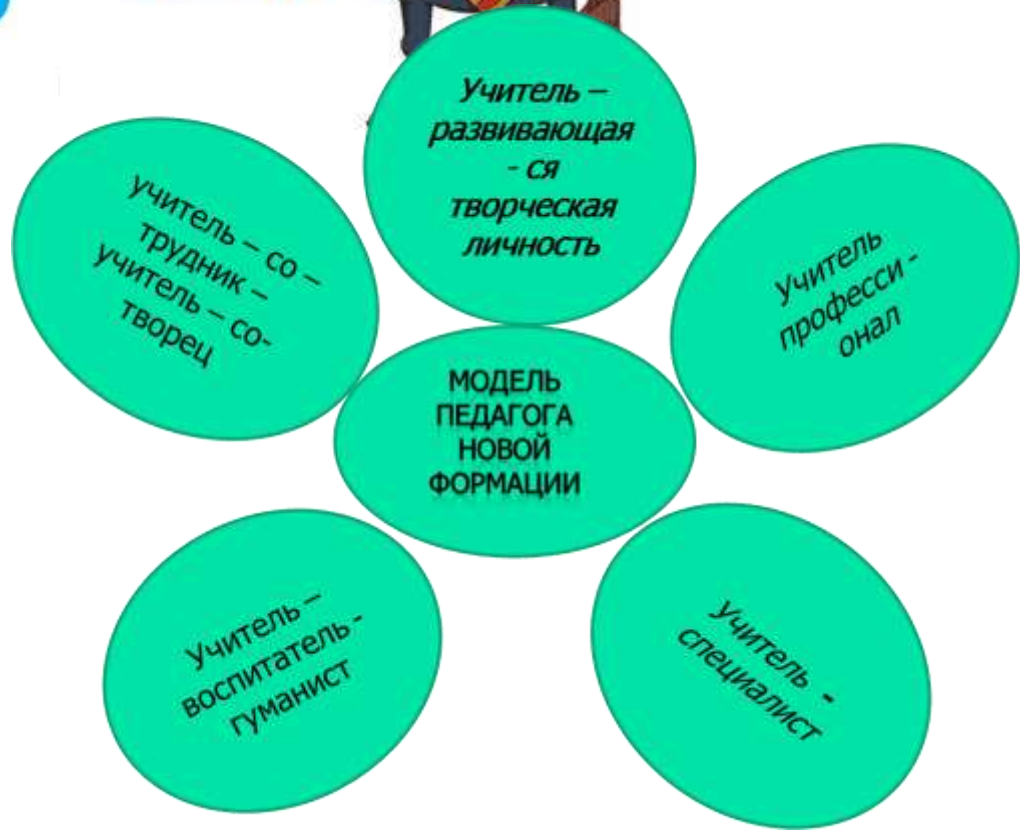 Учитель –
развивающая
- ся
творческая
личность
учитель – со –
трудник –
учитель – со-
творец
Учитель
професси -
онал
МОДЕЛЬ
ПЕДАГОГА
НОВОЙ
ФОРМАЦИИ
Учитель –
воспитатель -
гуманист
Учитель -
специалист